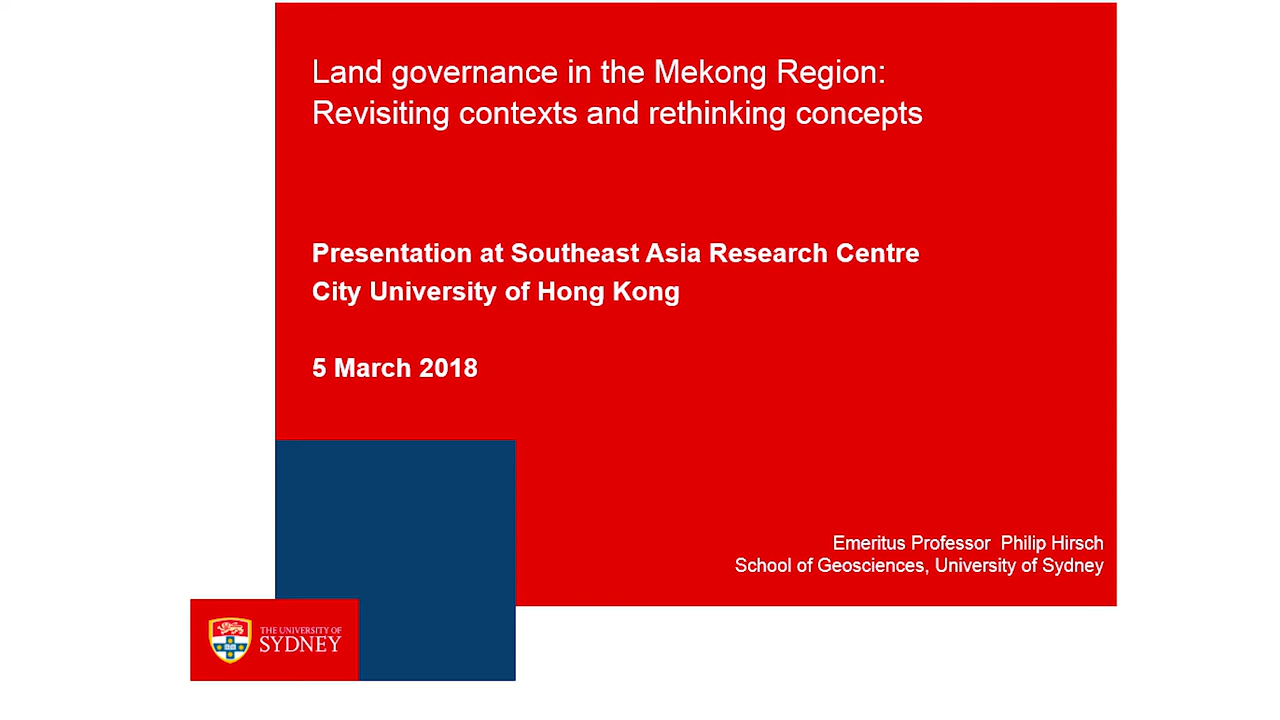 Land governance in the Mekong Region:
Revisiting contexts and rethinking concepts
Presentation at Southeast Asia Research Centre
City University of Hong Kong
5 March 2018
Emeritus Professor  Philip Hirsch
School of Geosciences, University of Sydney
THE UNIVERSITY OF
SYDNEY